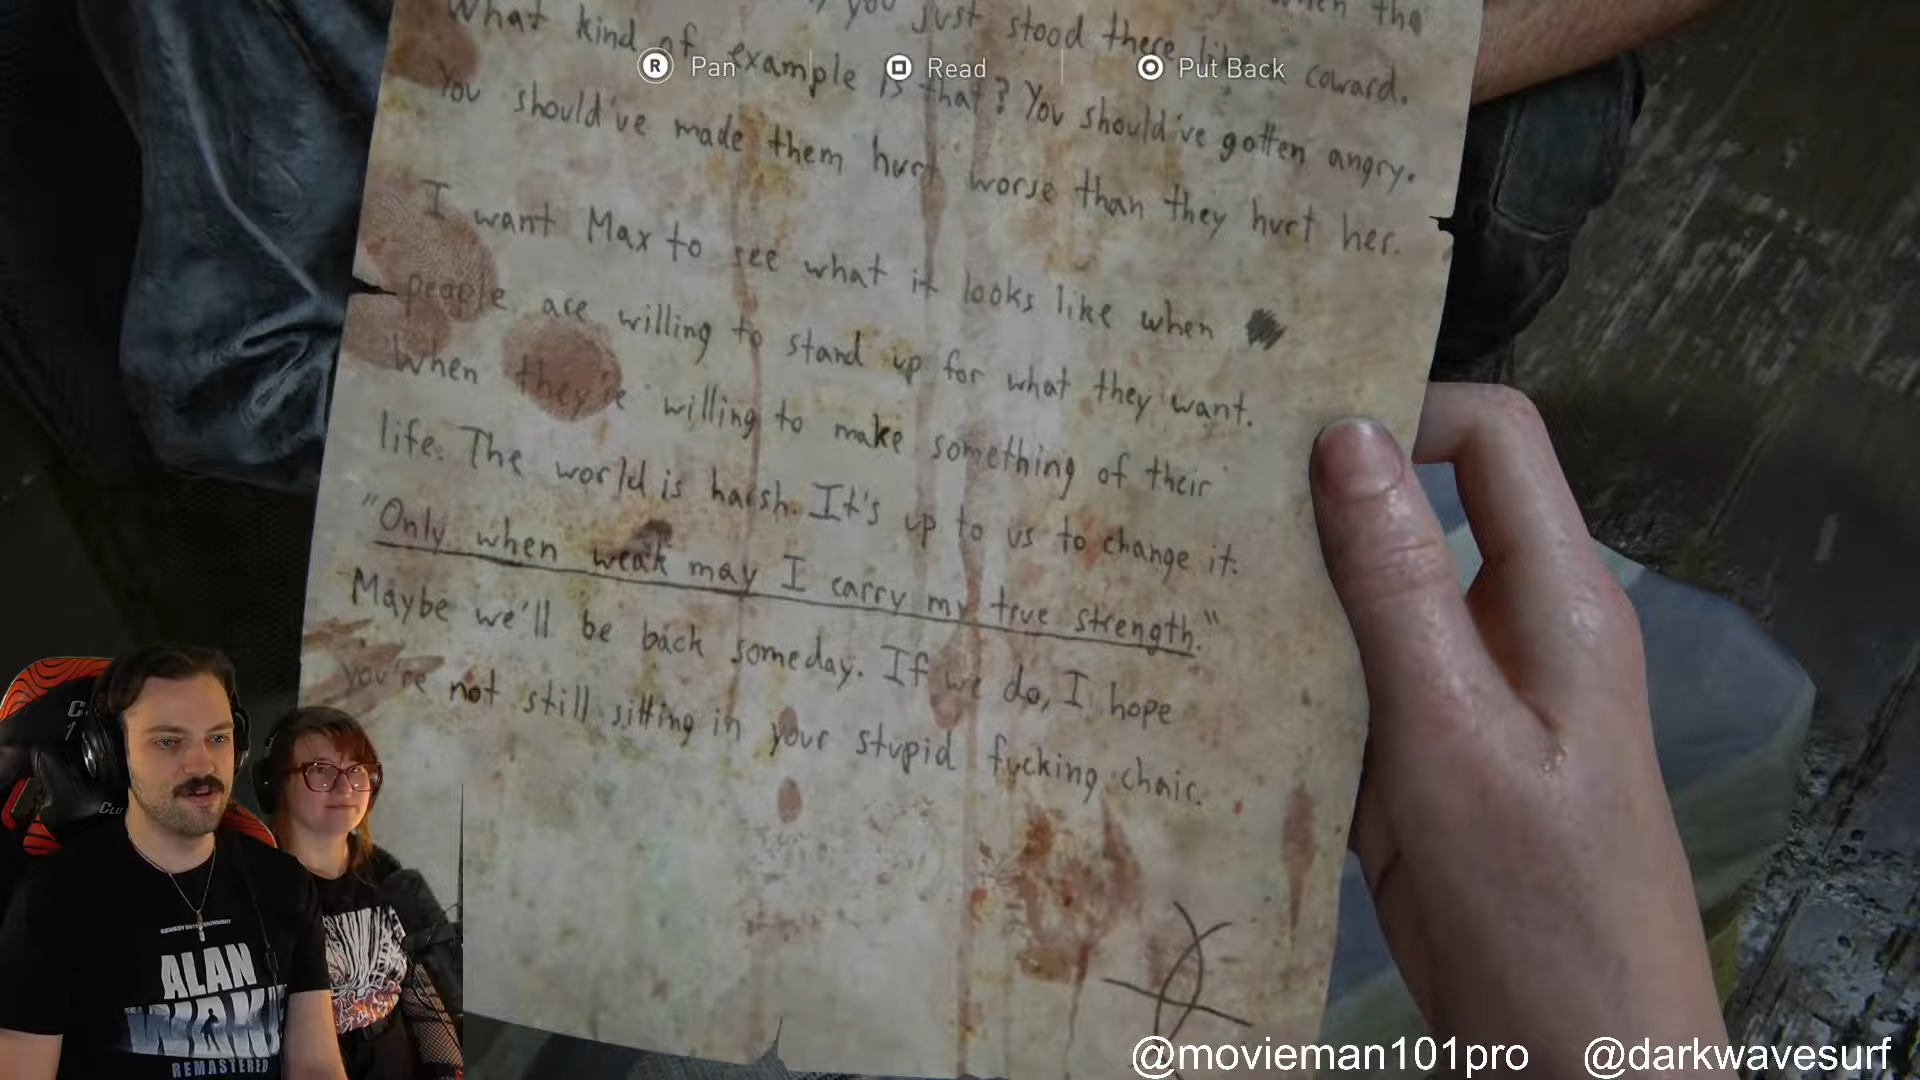 you just stood there like coward.
What kind of example is that? You should've gotten angry.
You should've made them hurt worse than they hurt her.
I want Max to see what it looks like when
people are willing to stand up for what they want.
When they're willing to make something of their
life. The world is harsh. It's up to us to change it.
"Only when weak may I carry my true strength."
Maybe we'll be back someday. If we do, I hope
you're not still sitting in your stupid fucking chair.
R Pan Read Put Back
REMEDY ENTERTAINMENT
ALAN
WAKE
REMASTERED
@movieman101pro @darkwavesurf